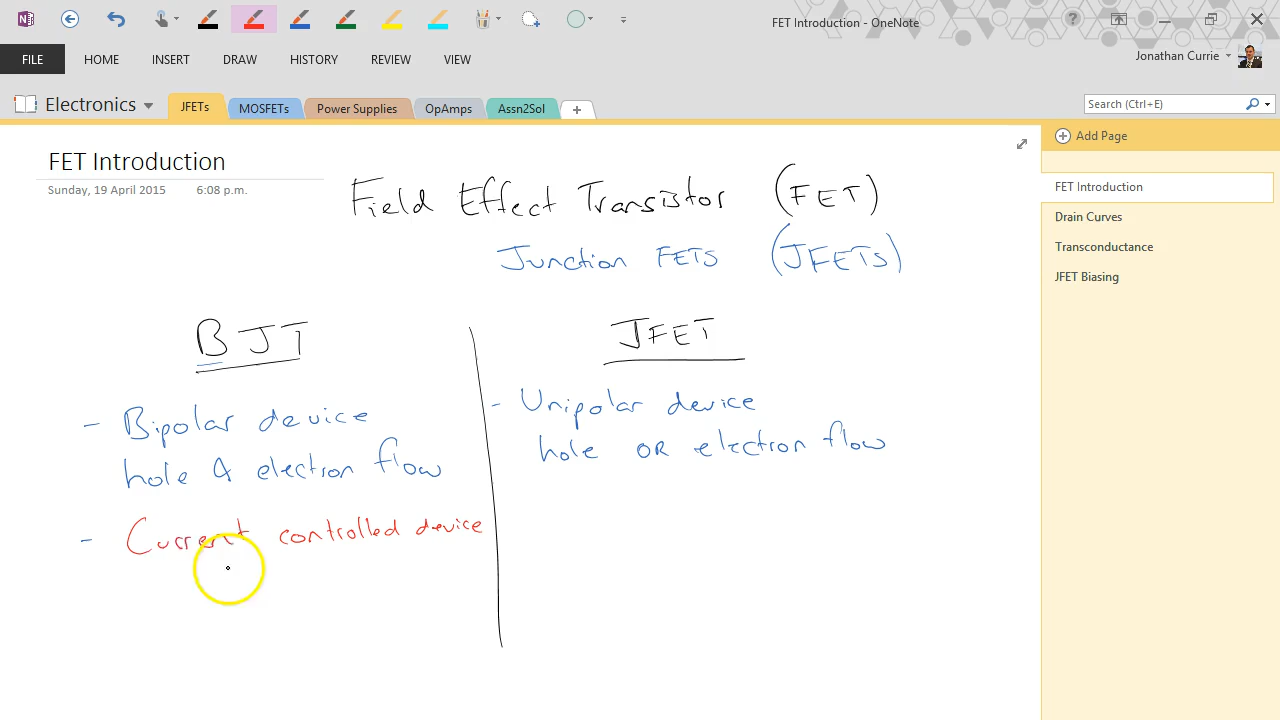 FET Introduction - OneNote
FILE HOME INSERT DRAW HISTORY REVIEW VIEW
Jonathan Currie
Electronics
JFETs MOSFETs Power Supplies OpAmps Assn2Sol
Search (Ctrl+E)
Add Page
FET Introduction
Drain Curves
Transconductance
JFET Biasing
FET Introduction
Sunday, 19 April 2015 6:08 p.m.
Field Effect Transistor (FET)
Junction FETS (JFETS)
BJT
- Bipolar device
hole & electron flow
- Current controlled device
JFET
- Unipolar device
hole OR electron flow